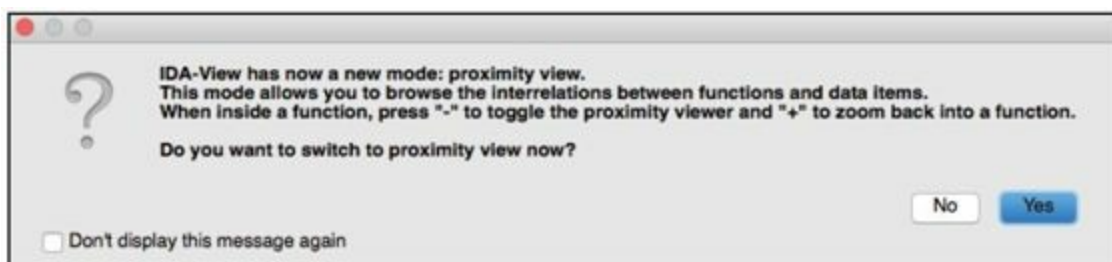 IDA-View has now a new mode: proximity view.
This mode allows you to browse the interrelations between functions and data items.
When inside a function, press "-" to toggle the proximity viewer and "+" to zoom back into a function.
Do you want to switch to proximity view now?
No Yes
Don't display this message again